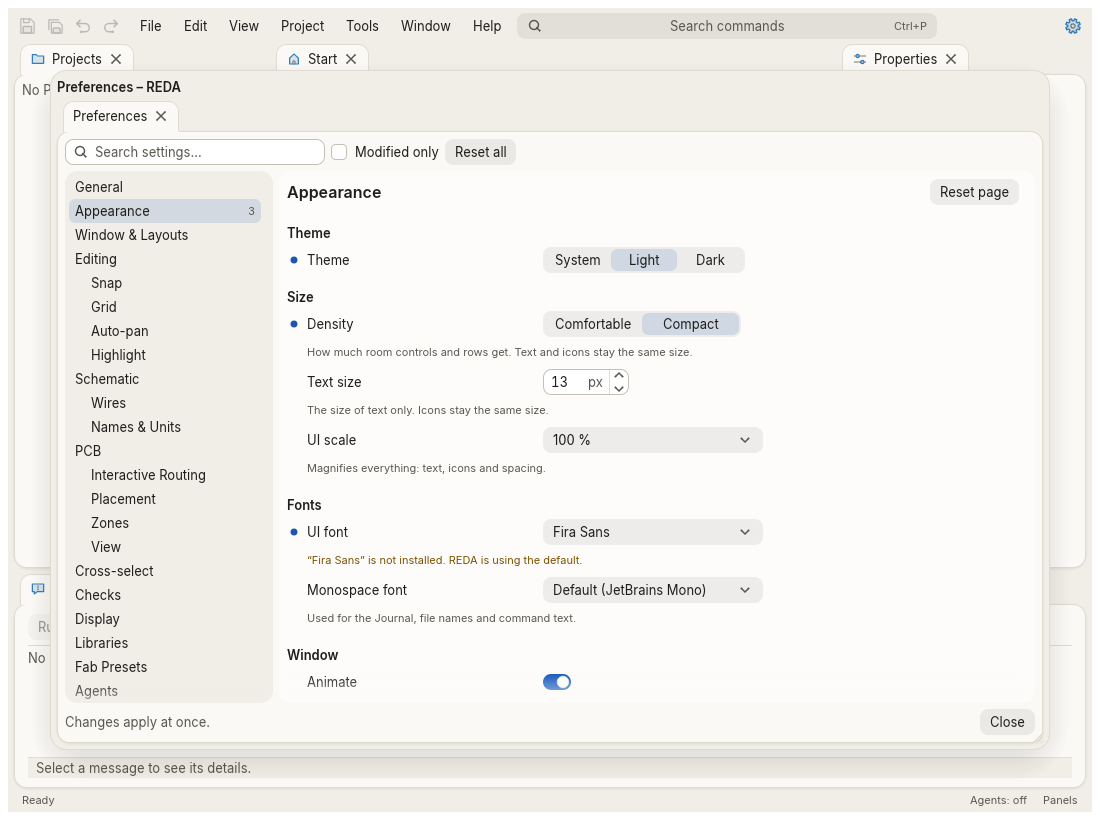 File Edit View Project Tools Window Help Search commands Ctrl+P
Projects Start Properties
No P
Preferences – REDA
Preferences
Search settings... Modified only Reset all
General
Appearance 3
Window & Layouts
Editing
Snap
Grid
Auto-pan
Highlight
Schematic
Wires
Names & Units
PCB
Interactive Routing
Placement
Zones
View
Cross-select
Checks
Display
Libraries
Fab Presets
Agents
Appearance Reset page
Theme
Theme System Light Dark
Size
Density Comfortable Compact
How much room controls and rows get. Text and icons stay the same size.
Text size 13 px
The size of text only. Icons stay the same size.
UI scale 100 %
Magnifies everything: text, icons and spacing.
Fonts
UI font Fira Sans
“Fira Sans” is not installed. REDA is using the default.
Monospace font Default (JetBrains Mono)
Used for the Journal, file names and command text.
Window
Animate
Changes apply at once. Close
Ru
No
Select a message to see its details.
Ready Agents: off Panels